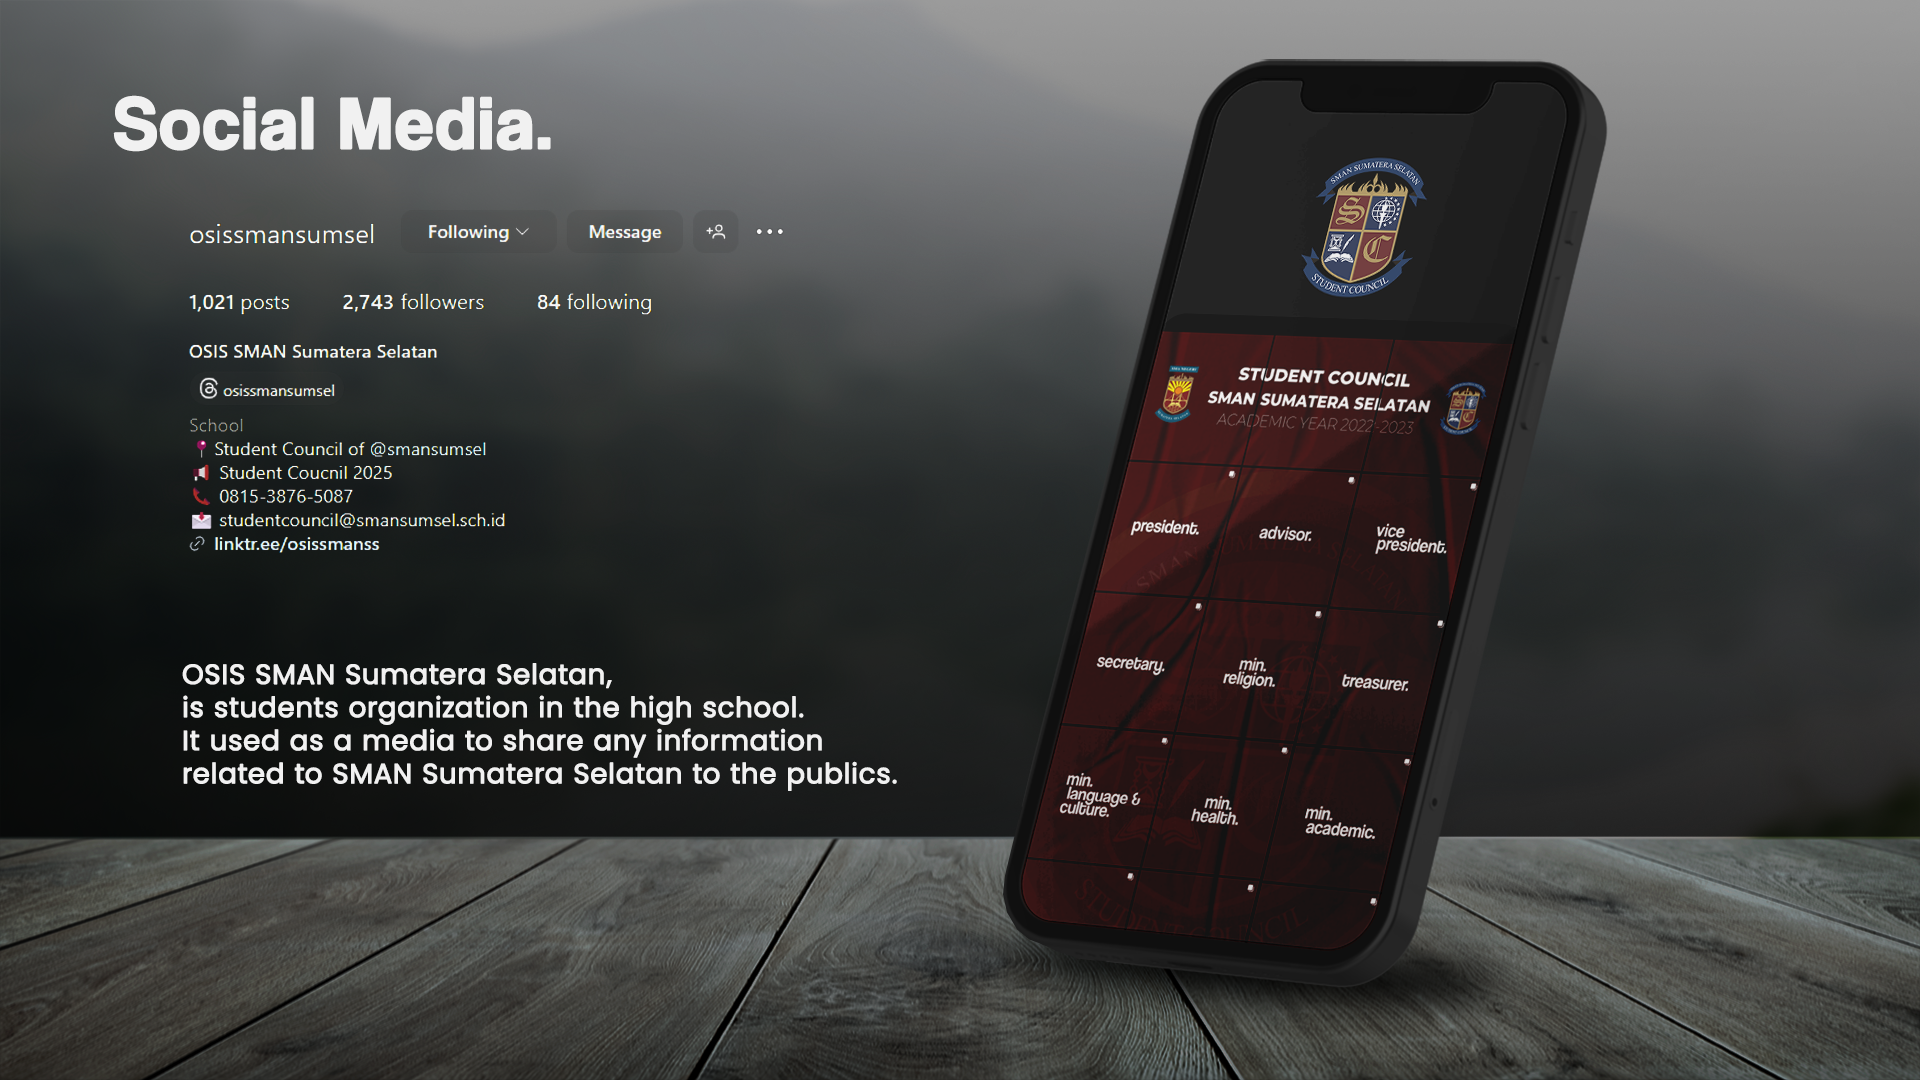 Social Media.
osissmansumsel Following Message
1,021 posts 2,743 followers 84 following
OSIS SMAN Sumatera Selatan
osissmansumsel
School
Student Council of @smansumsel
Student Coucnil 2025
0815-3876-5087
studentcouncil@smansumsel.sch.id
linktr.ee/osissmanss
OSIS SMAN Sumatera Selatan,
is students organization in the high school.
It used as a media to share any information
related to SMAN Sumatera Selatan to the publics.
SMAN SUMATERA SELATAN
S
C
STUDENT COUNCIL
STUDENT COUNCIL
SMAN SUMATERA SELATAN
ACADEMIC YEAR 2022-2023
president.
advisor.
vice
president.
secretary.
min.
religion.
treasurer.
min.
language &
culture.
min.
health.
min.
academic.
STUDENT COUNCIL